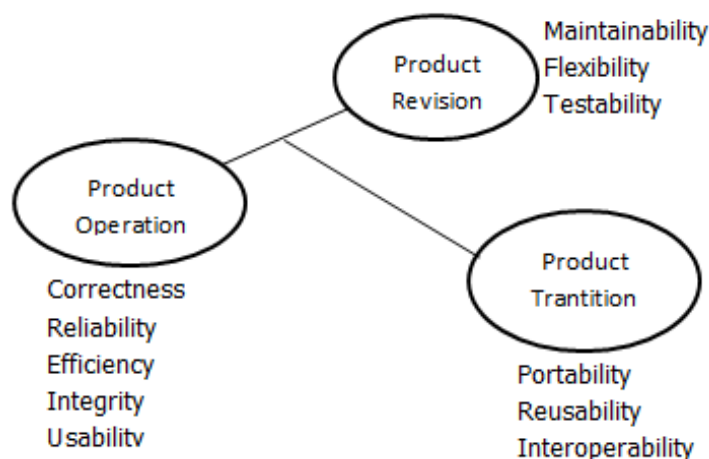 Product
Revision
Maintainability
Flexibility
Testability
Product
Operation
Correctness
Reliability
Efficiency
Integrity
Usability
Product
Trantition
Portability
Reusability
Interoperability